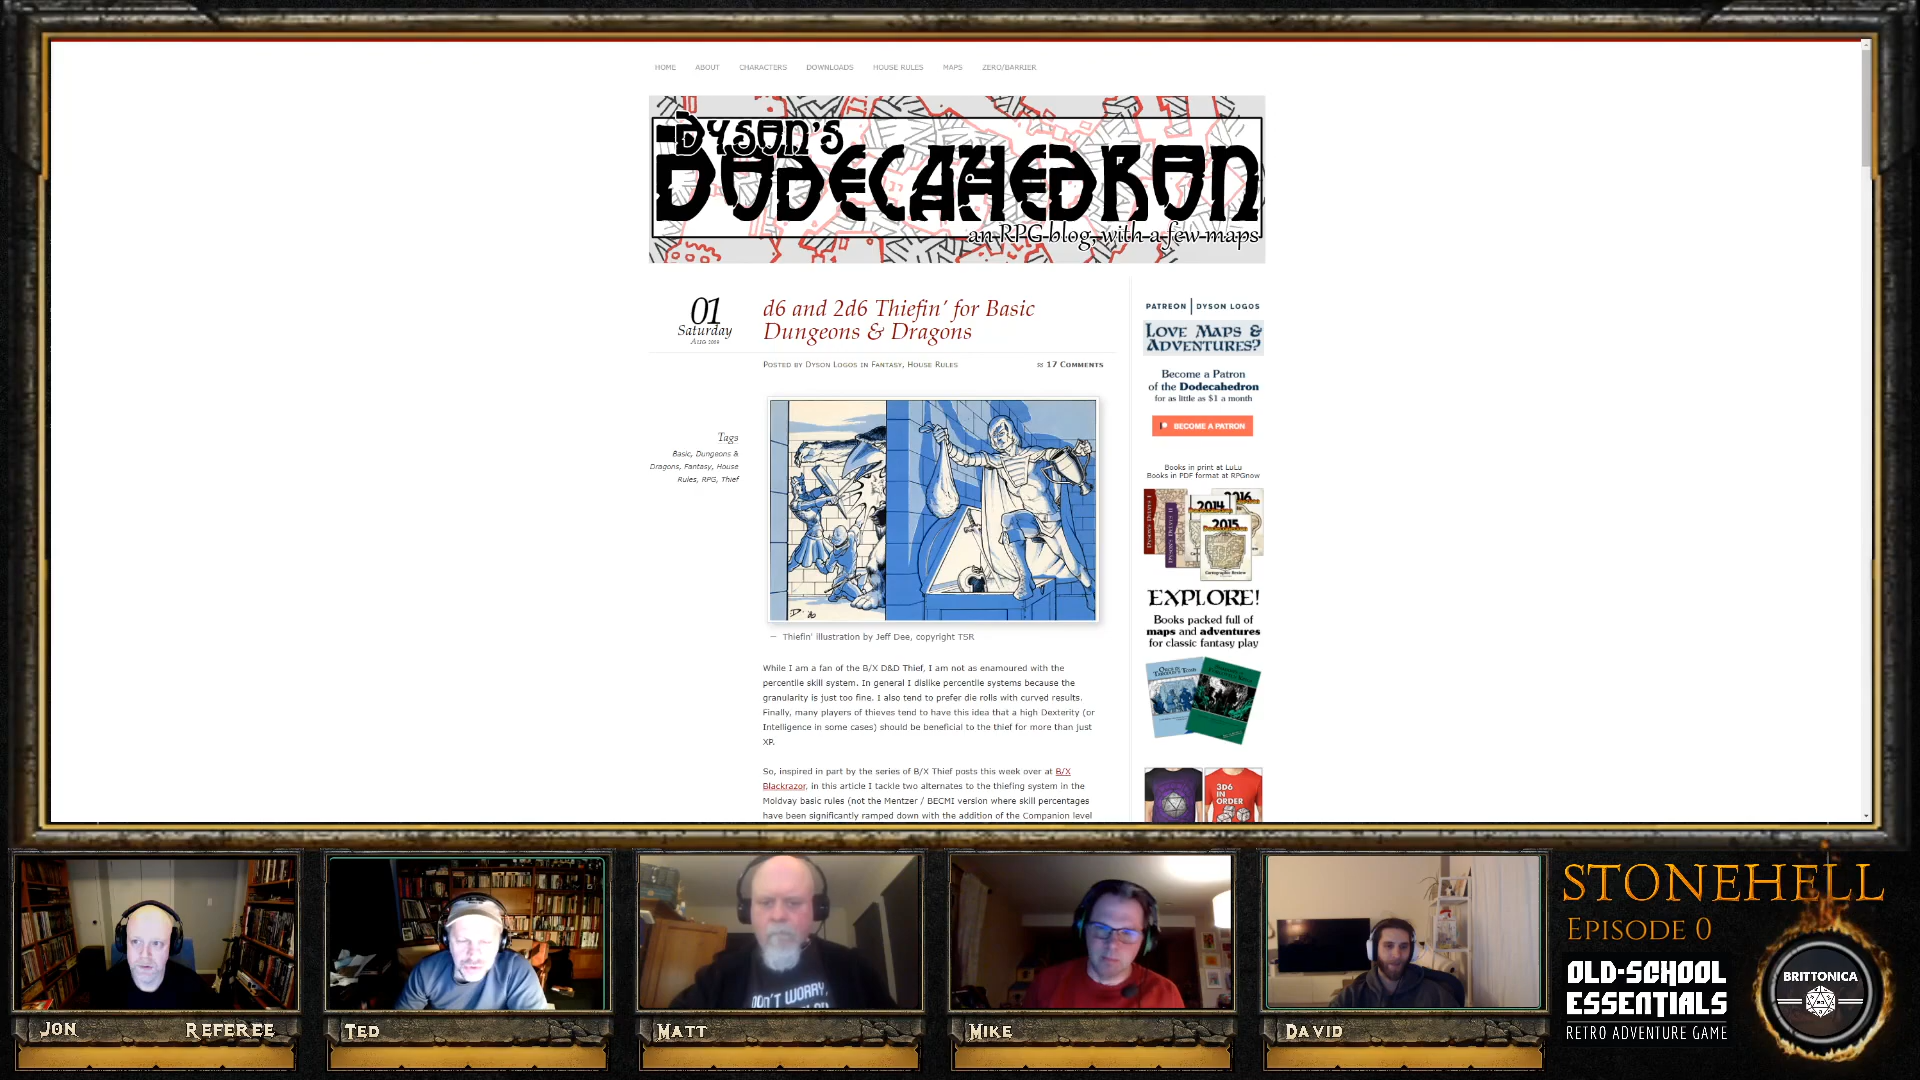 HOME ABOUT CHARACTERS DOWNLOADS HOUSE RULES MAPS ZERO/BARRIER
DYSON'S
DODECAHEDRON
an RPG blog, with a few maps
01
Saturday
Aug 2009
d6 and 2d6 Thiefin' for Basic
Dungeons & Dragons
POSTED BY DYSON LOGOS IN FANTASY, HOUSE RULES
≈ 17 COMMENTS
Tags
Basic, Dungeons &
Dragons, Fantasy, House
Rules, RPG, Thief
— Thiefin' illustration by Jeff Dee, copyright TSR
While I am a fan of the B/X D&D Thief, I am not as enamoured with the
percentile skill system. In general I dislike percentile systems because the
granularity is just too fine. I also tend to prefer die rolls with curved results.
Finally, many players of thieves tend to have this idea that a high Dexterity (or
Intelligence in some cases) should be beneficial to the thief for more than just
XP.
So, inspired in part by the series of B/X Thief posts this week over at B/X
Blackrazor, in this article I tackle two alternates to the thiefing system in the
Moldvay basic rules (not the Mentzer / BECMI version where skill percentages
have been significantly ramped down with the addition of the Companion level
PATREON | DYSON LOGOS
LOVE MAPS &
ADVENTURES?
Become a Patron
of the Dodecahedron
for as little as $1 a month
BECOME A PATRON
Books in print at LuLu
Books in PDF format at RPGnow
2014
2016
2015
EXPLORE!
Books packed full of
maps and adventures
for classic fantasy play
3D6
IN
ORDER
DON'T WORRY,
JON REFEREE
TED
MATT
MIKE
DAVID
STONEHELL
EPISODE 0
OLD-SCHOOL
ESSENTIALS
RETRO ADVENTURE GAME
BRITTONICA